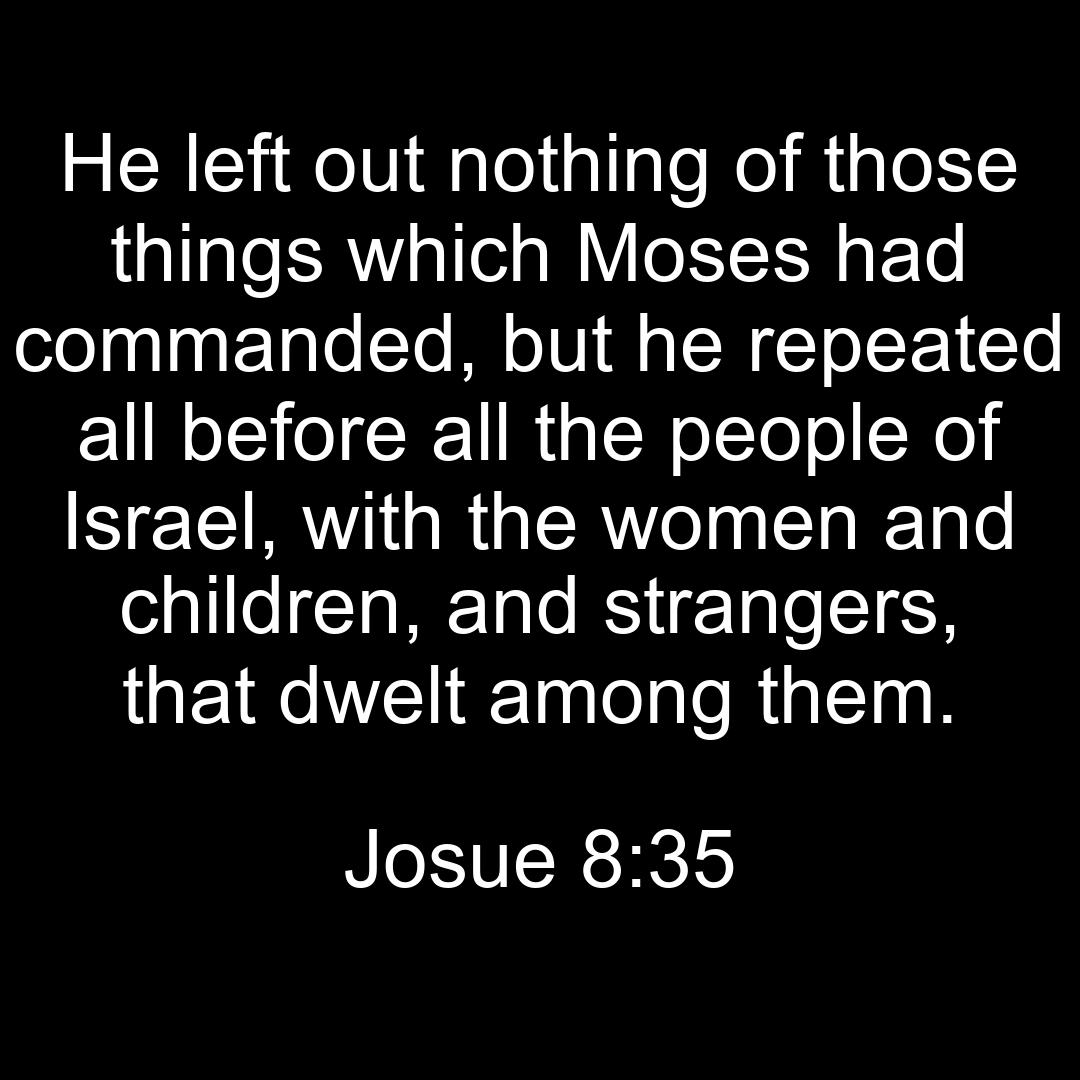 He left out nothing of those
things which Moses had
commanded, but he repeated
all before all the people of
Israel, with the women and
children, and strangers,
that dwelt among them.
Josue 8:35